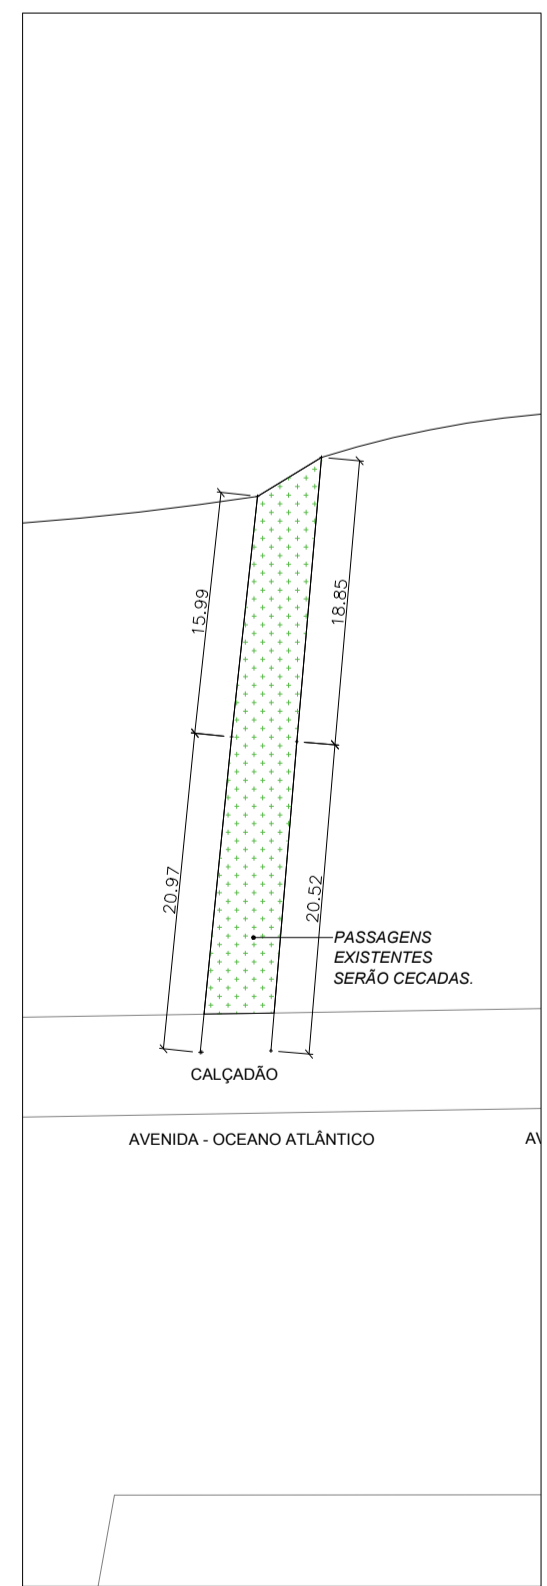 15.99
18.85
20.97
20.52
PASSAGENS
EXISTENTES
SERÃO CECADAS.
CALÇADÃO
AVENIDA - OCEANO ATLÂNTICO
AV